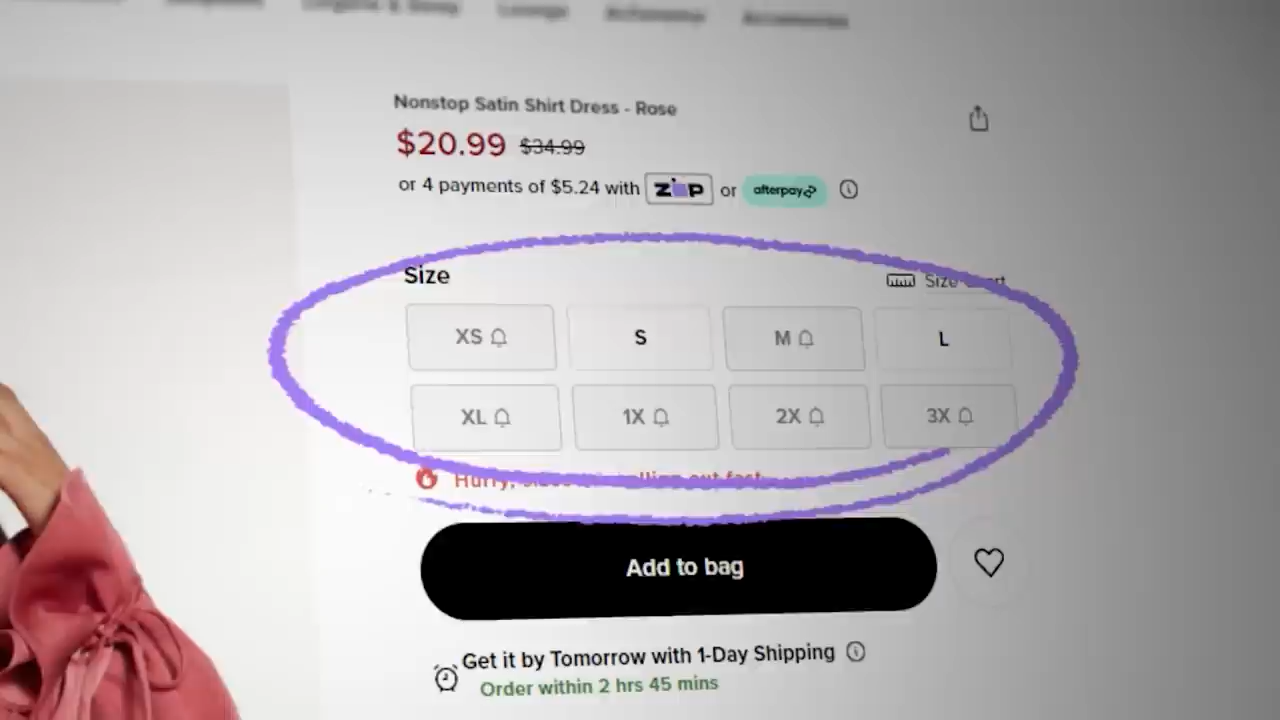 Nonstop Satin Shirt Dress - Rose
$20.99 $34.99
or 4 payments of $5.24 with ZIP or afterpay
Size
Size
XS S M L
XL 1X 2X 3X
Hurry,
Add to bag
Get it by Tomorrow with 1-Day Shipping
Order within 2 hrs 45 mins